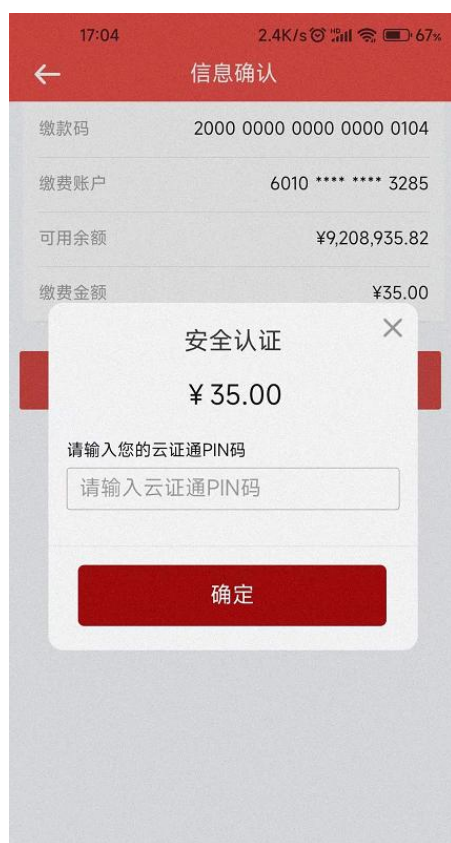 17:04 2.4K/s HD 67%
信息确认
缴款码 2000 0000 0000 0000 0104
缴费账户 6010 **** **** 3285
可用余额 ¥9,208,935.82
缴费金额 ¥35.00
安全认证
¥ 35.00
请输入您的云证通PIN码
请输入云证通PIN码
确定